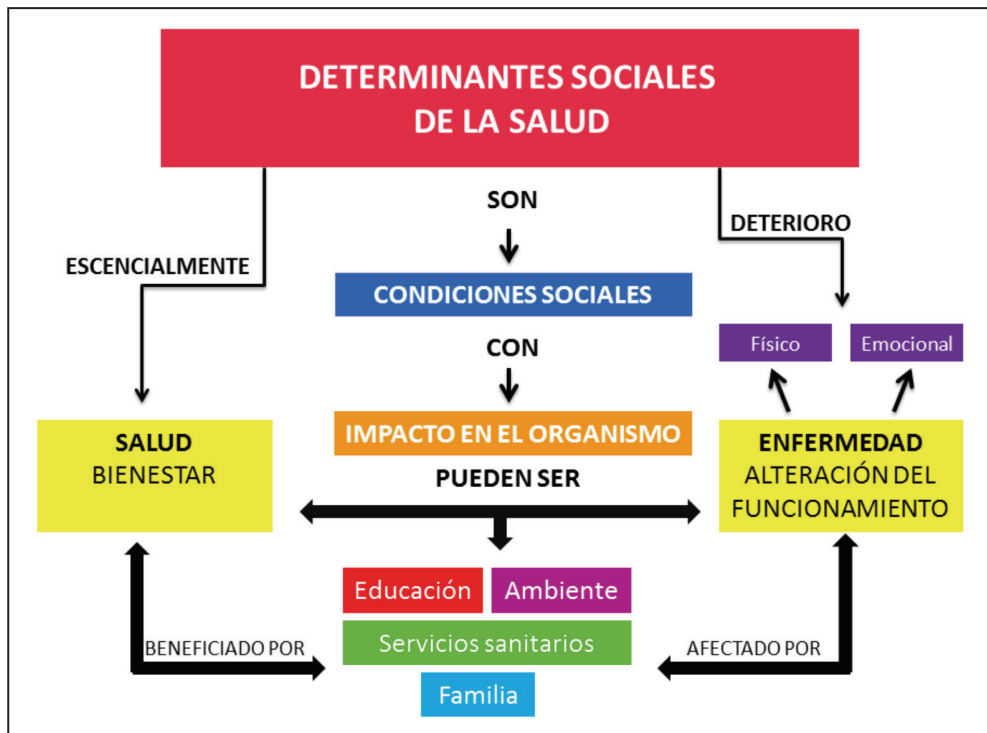 DETERMINANTES SOCIALES
DE LA SALUD
SON
DETERIORO
ESCENCIALMENTE
CONDICIONES SOCIALES
CON
Físico
Emocional
IMPACTO EN EL ORGANISMO
SALUD
BIENESTAR
PUEDEN SER
ENFERMEDAD
ALTERACIÓN DEL
FUNCIONAMIENTO
Educación
Ambiente
Servicios sanitarios
Familia
BENEFICIADO POR
AFECTADO POR